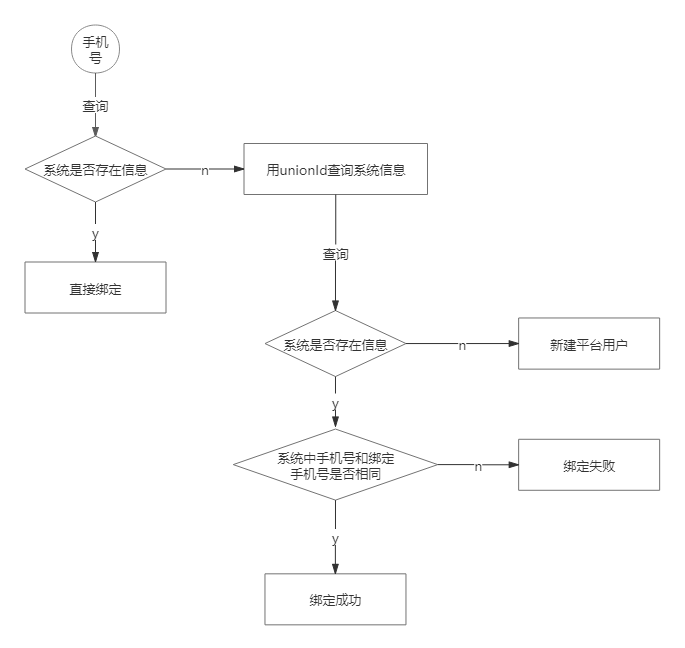 手机
号
查询
系统是否存在信息
n
用unionId查询系统信息
y
直接绑定
查询
系统是否存在信息
n
新建平台用户
y
系统中手机号和绑定
手机号是否相同
n
绑定失败
y
绑定成功